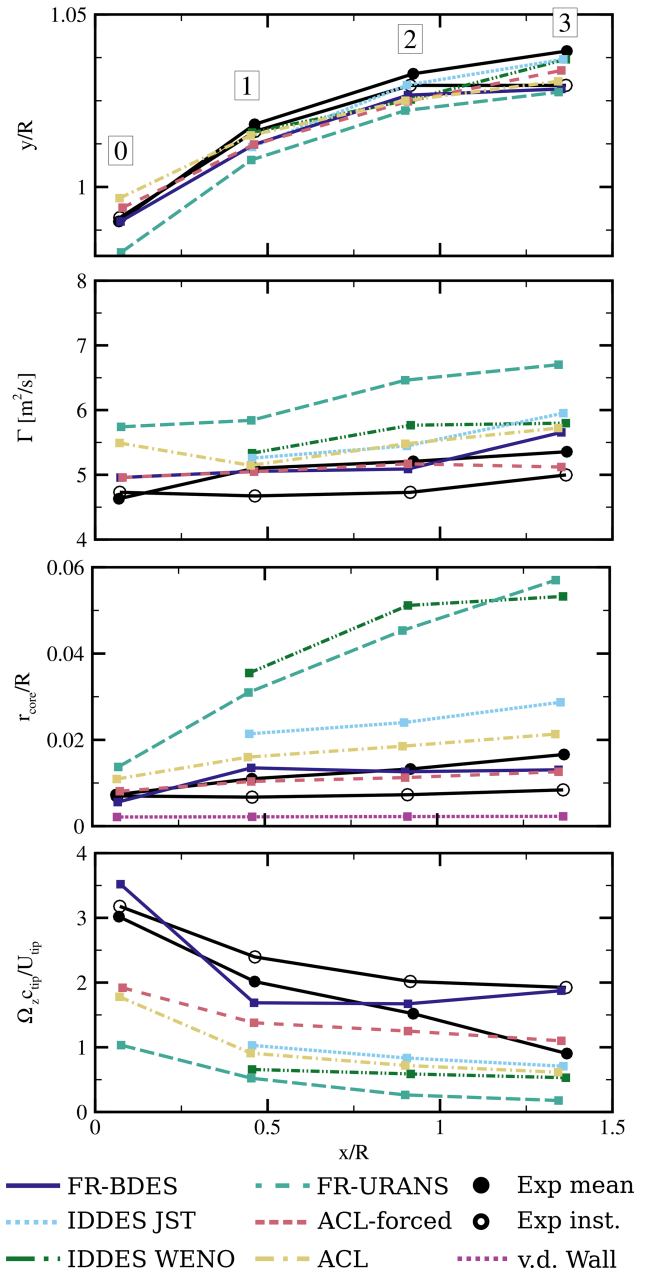 1.05
3
2
1
0
y/R
1
8
7
6
5
4
Γ [m²/s]
0.06
0.04
0.02
0
r_core/R
4
3
2
1
0
Ω_z c_tip/U_tip
0 0.5 1 1.5
x/R
FR-BDES FR-URANS Exp mean
IDDES JST ACL-forced Exp inst.
IDDES WENO ACL v.d. Wall